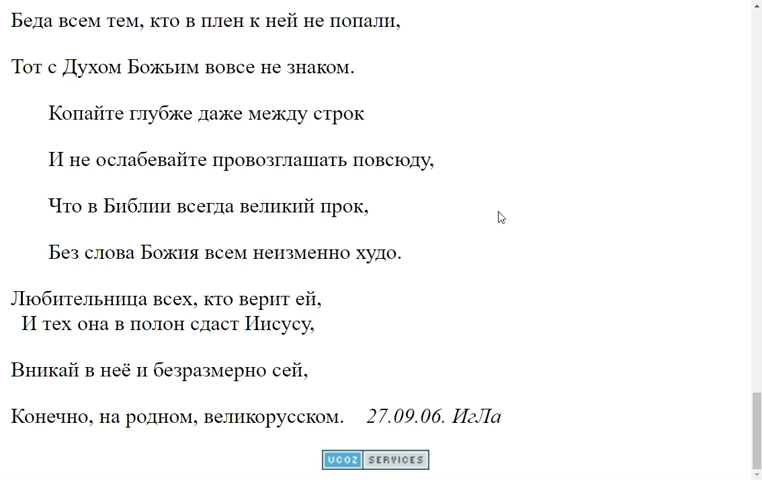 Беда всем тем, кто в плен к ней не попали,
Тот с Духом Божьим вовсе не знаком.
Копайте глубже даже между строк
И не ослабевайте провозглашать повсюду,
Что в Библии всегда великий прок,
Без слова Божия всем неизменно худо.
Любительница всех, кто верит ей,
И тех она в полон сдаст Иисусу,
Вникай в неё и безразмерно сей,
Конечно, на родном, великорусском. 27.09.06. ИгЛа
UCOZ SERVICES